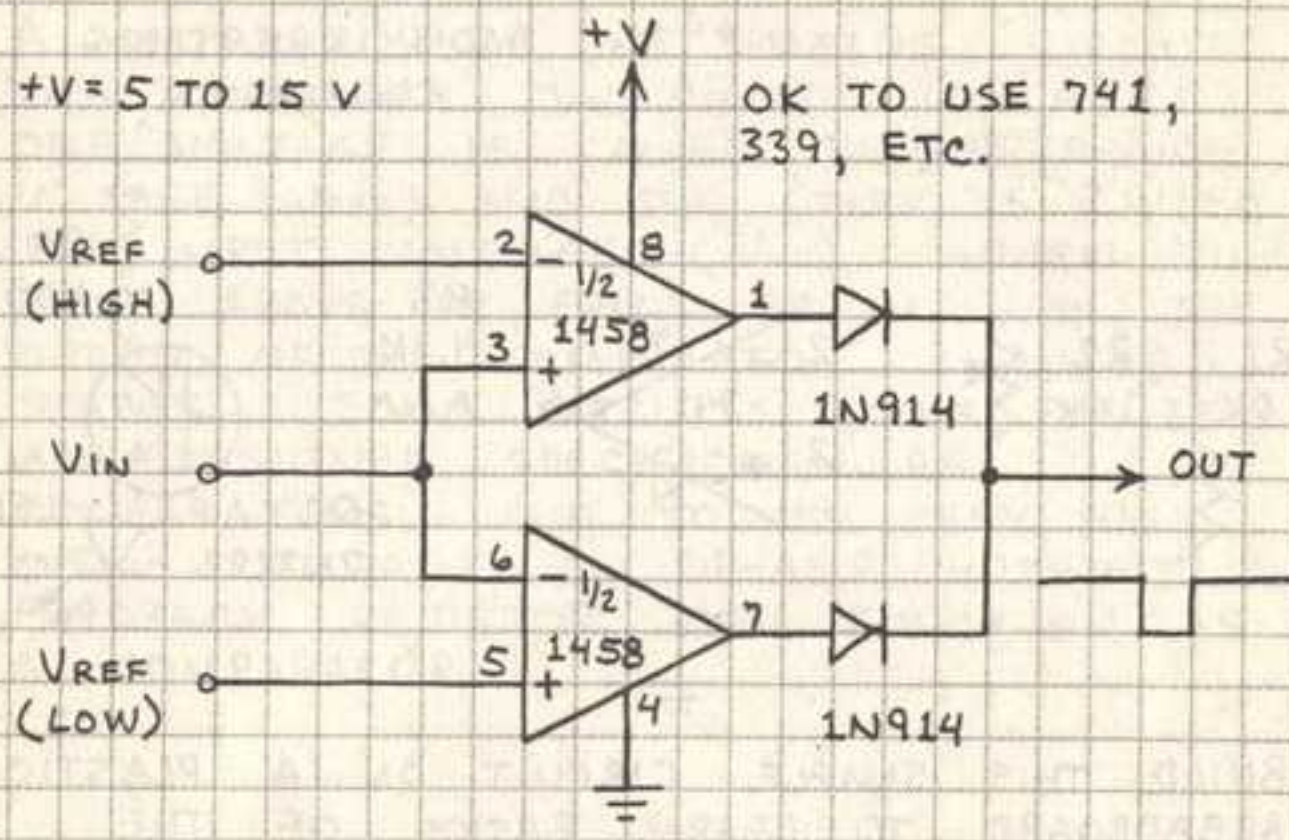 +V
+V = 5 TO 15 V
OK TO USE 741,
339, ETC.
VREF
(HIGH)
2
-
1/2
1458
8
3
+
1
1N914
VIN
OUT
6
-
1/2
1458
7
5
+
4
1N914
VREF
(LOW)